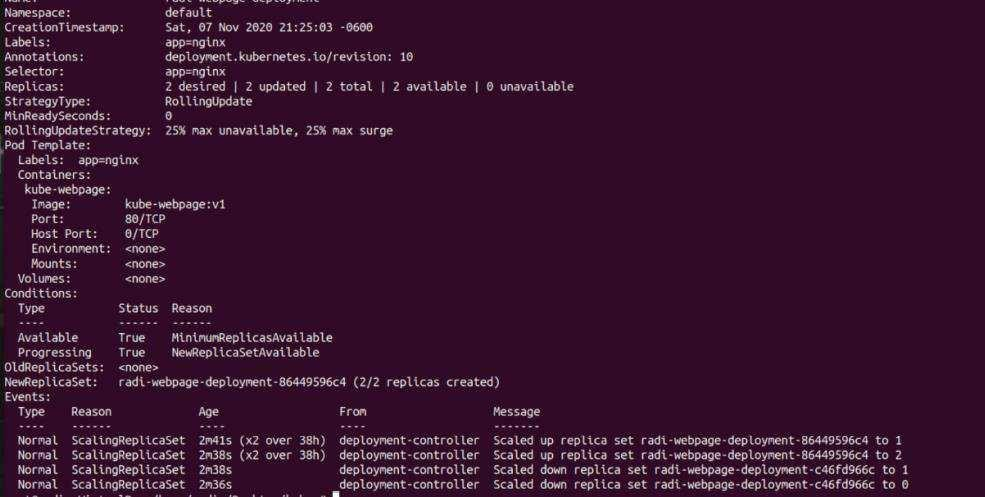 Namespace:              default
CreationTimestamp:      Sat, 07 Nov 2020 21:25:03 -0600
Labels:                 app=nginx
Annotations:            deployment.kubernetes.io/revision: 10
Selector:               app=nginx
Replicas:               2 desired | 2 updated | 2 total | 2 available | 0 unavailable
StrategyType:           RollingUpdate
MinReadySeconds:        0
RollingUpdateStrategy:  25% max unavailable, 25% max surge
Pod Template:
  Labels:  app=nginx
  Containers:
   kube-webpage:
    Image:        kube-webpage:v1
    Port:         80/TCP
    Host Port:    0/TCP
    Environment:  <none>
    Mounts:       <none>
  Volumes:        <none>
Conditions:
  Type           Status  Reason
  ----           ------  ------
  Available      True    MinimumReplicasAvailable
  Progressing    True    NewReplicaSetAvailable
OldReplicaSets:  <none>
NewReplicaSet:   radi-webpage-deployment-86449596c4 (2/2 replicas created)
Events:
  Type    Reason             Age                  From                   Message
  ----    ------             ----                 ----                   -------
  Normal  ScalingReplicaSet  2m41s (x2 over 38h)  deployment-controller  Scaled up replica set radi-webpage-deployment-86449596c4 to 1
  Normal  ScalingReplicaSet  2m38s (x2 over 38h)  deployment-controller  Scaled up replica set radi-webpage-deployment-86449596c4 to 2
  Normal  ScalingReplicaSet  2m38s                deployment-controller  Scaled down replica set radi-webpage-deployment-c46fd966c to 1
  Normal  ScalingReplicaSet  2m36s                deployment-controller  Scaled down replica set radi-webpage-deployment-c46fd966c to 0